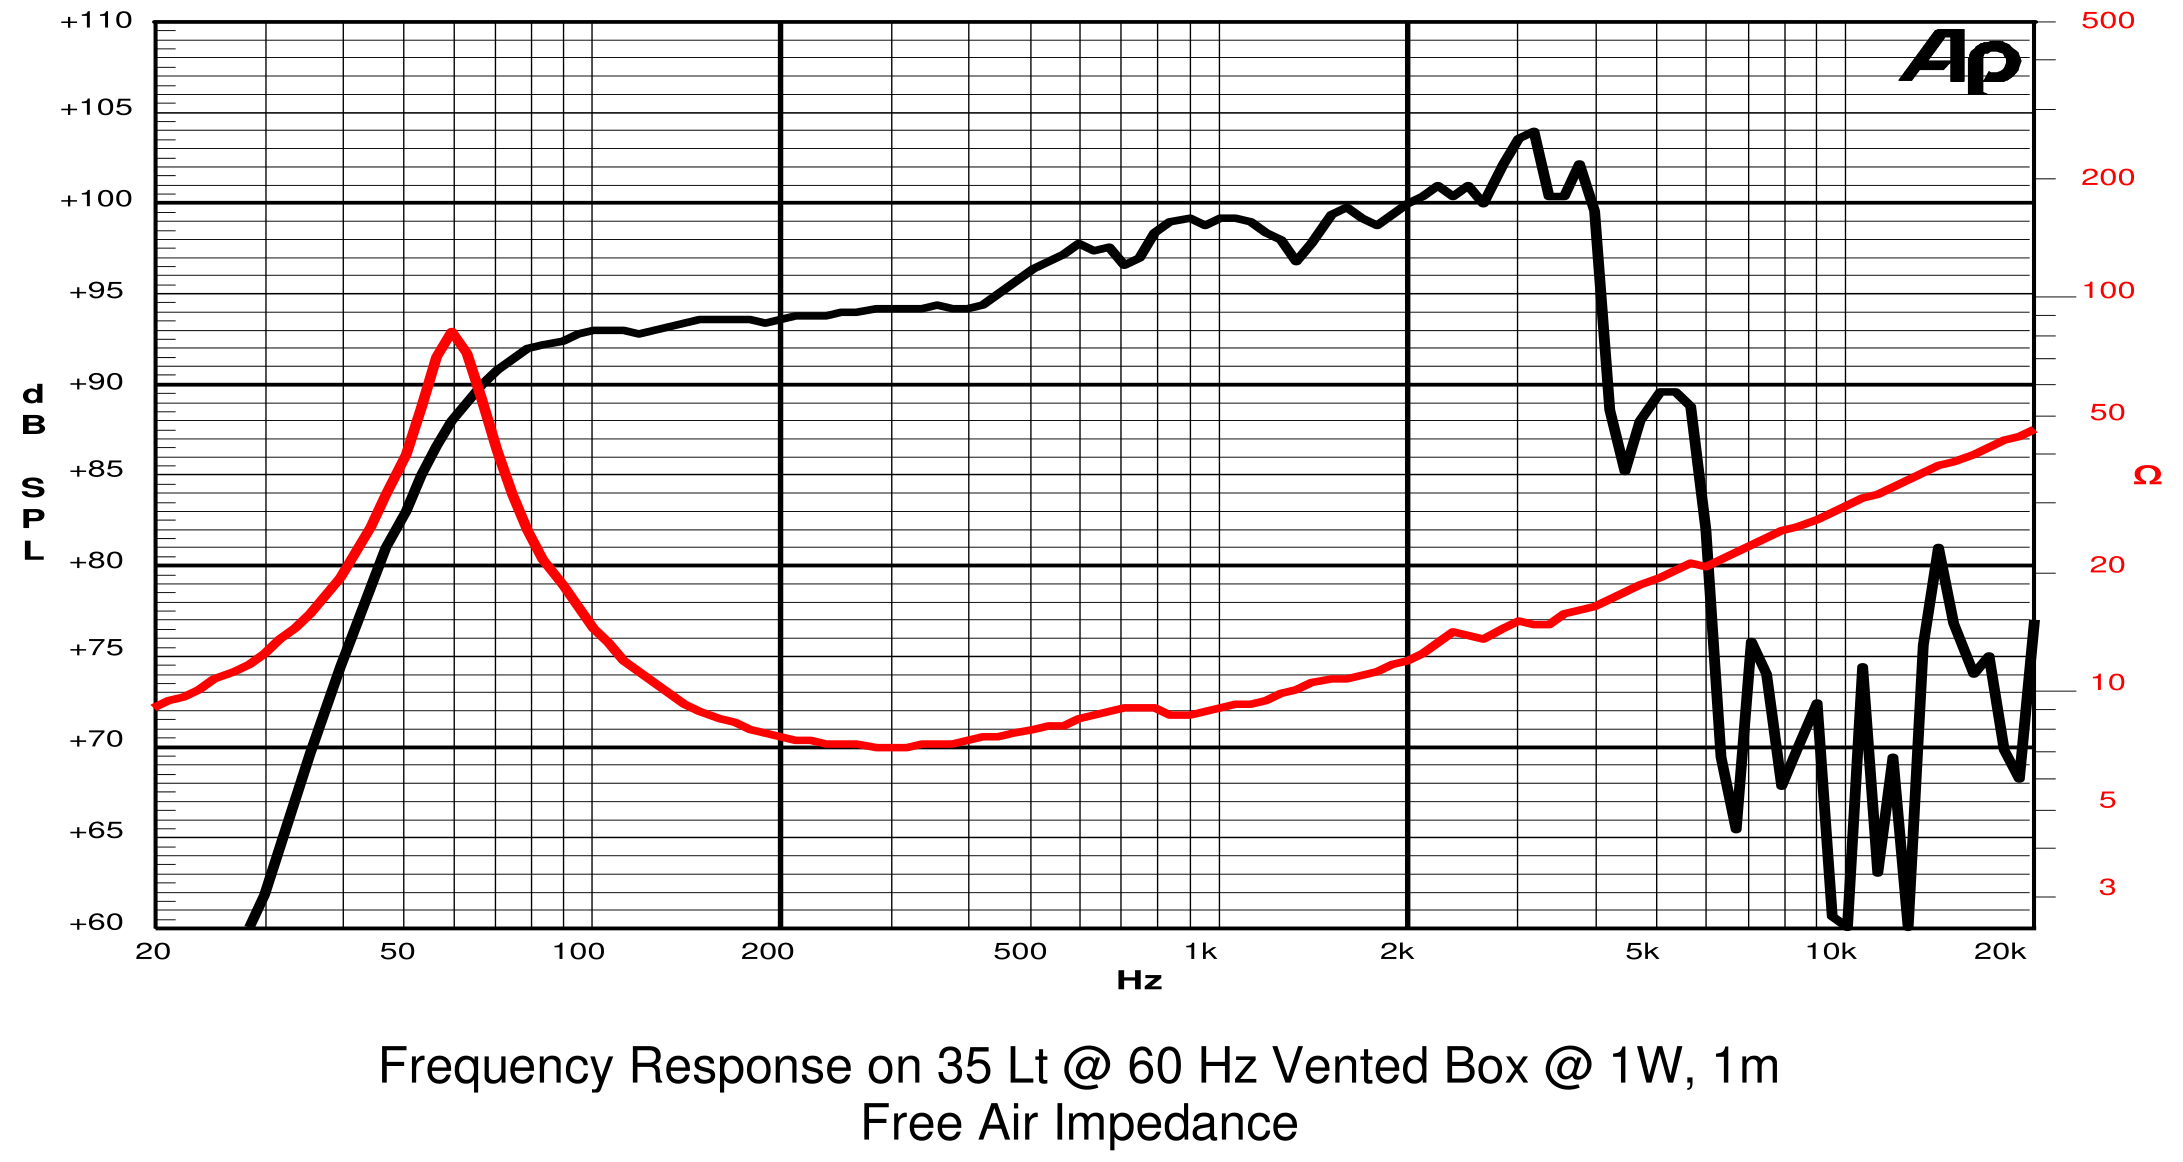 +110
+105
+100
+95
+90
+85
+80
+75
+70
+65
+60
dB SPL
Ap
500
200
100
50
20
10
5
3
Ω
20 50 100 200 500 1k 2k 5k 10k 20k
Hz
Frequency Response on 35 Lt @ 60 Hz Vented Box @ 1W, 1m
Free Air Impedance